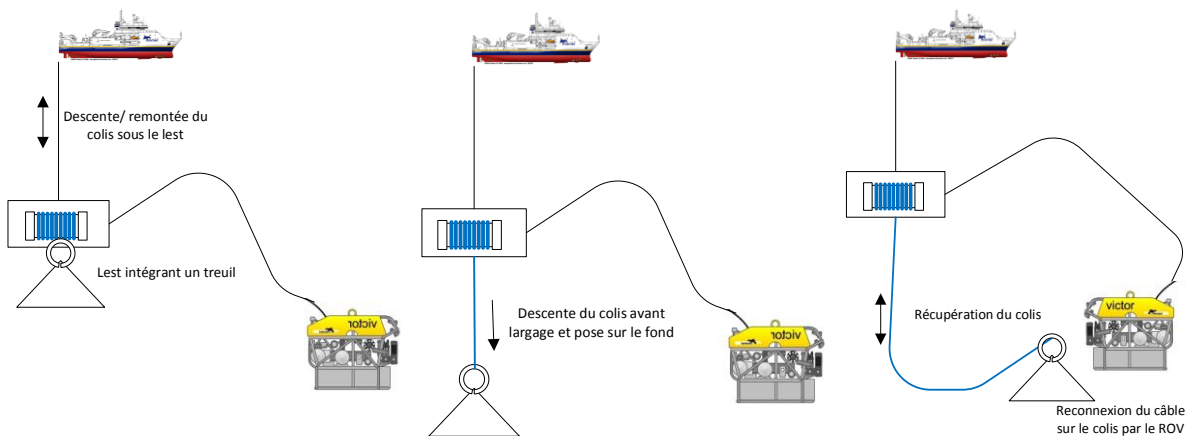 Descente/ remontée du
colis sous le lest
Lest intégrant un treuil
victor
Descente du colis avant
largage et pose sur le fond
victor
Récupération du colis
victor
Reconnexion du câble
sur le colis par le ROV